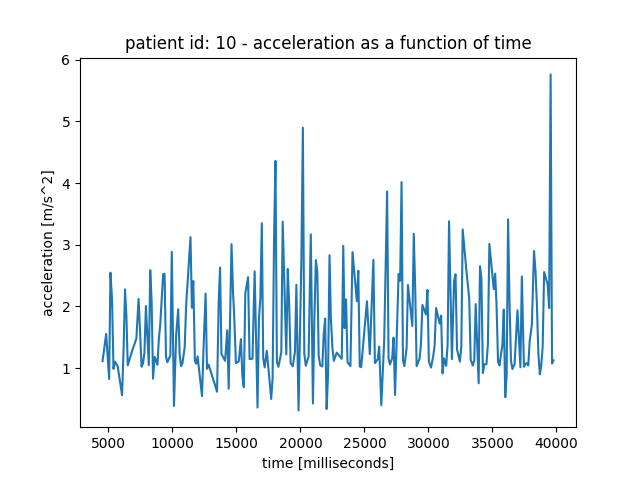 patient id: 10 - acceleration as a function of time
6
5
4
3
2
1
acceleration [m/s^2]
5000 10000 15000 20000 25000 30000 35000 40000
time [milliseconds]